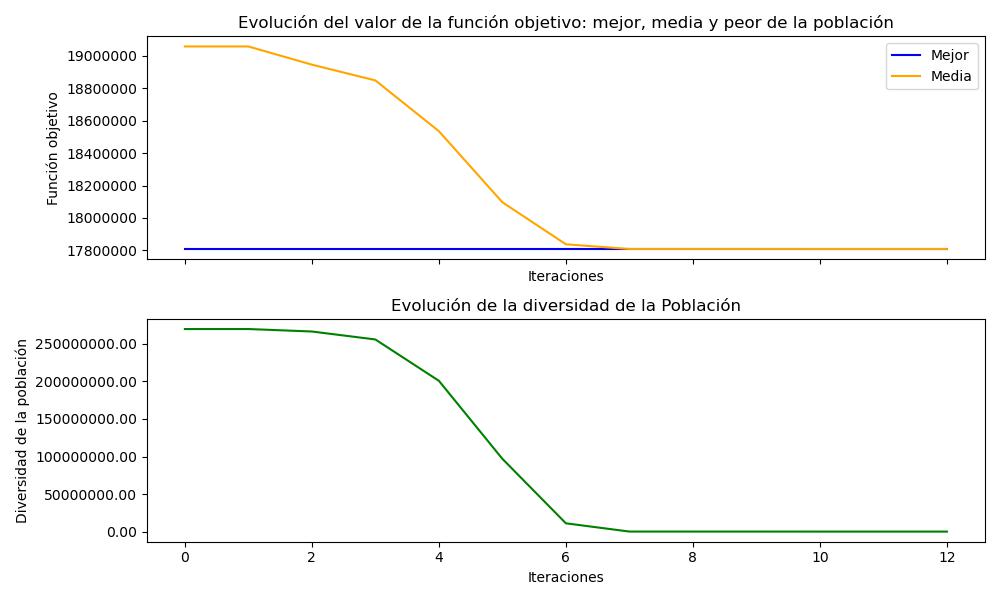 Evolución del valor de la función objetivo: mejor, media y peor de la población
Función objetivo
19000000
18800000
18600000
18400000
18200000
18000000
17800000
Mejor
Media
Iteraciones
Evolución de la diversidad de la Población
Diversidad de la población
250000000.00
200000000.00
150000000.00
100000000.00
50000000.00
0.00
0 2 4 6 8 10 12
Iteraciones